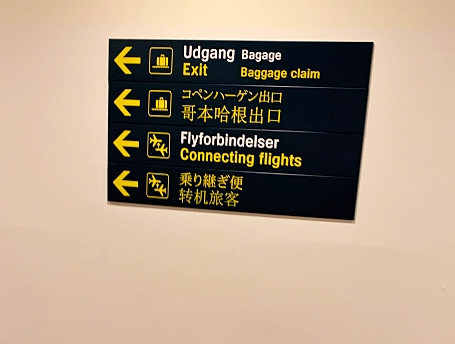 Udgang Bagage
Exit Baggage claim
コペンハーゲン出口
哥本哈根出口
Flyforbindelser
Connecting flights
乗り継ぎ便
转机旅客